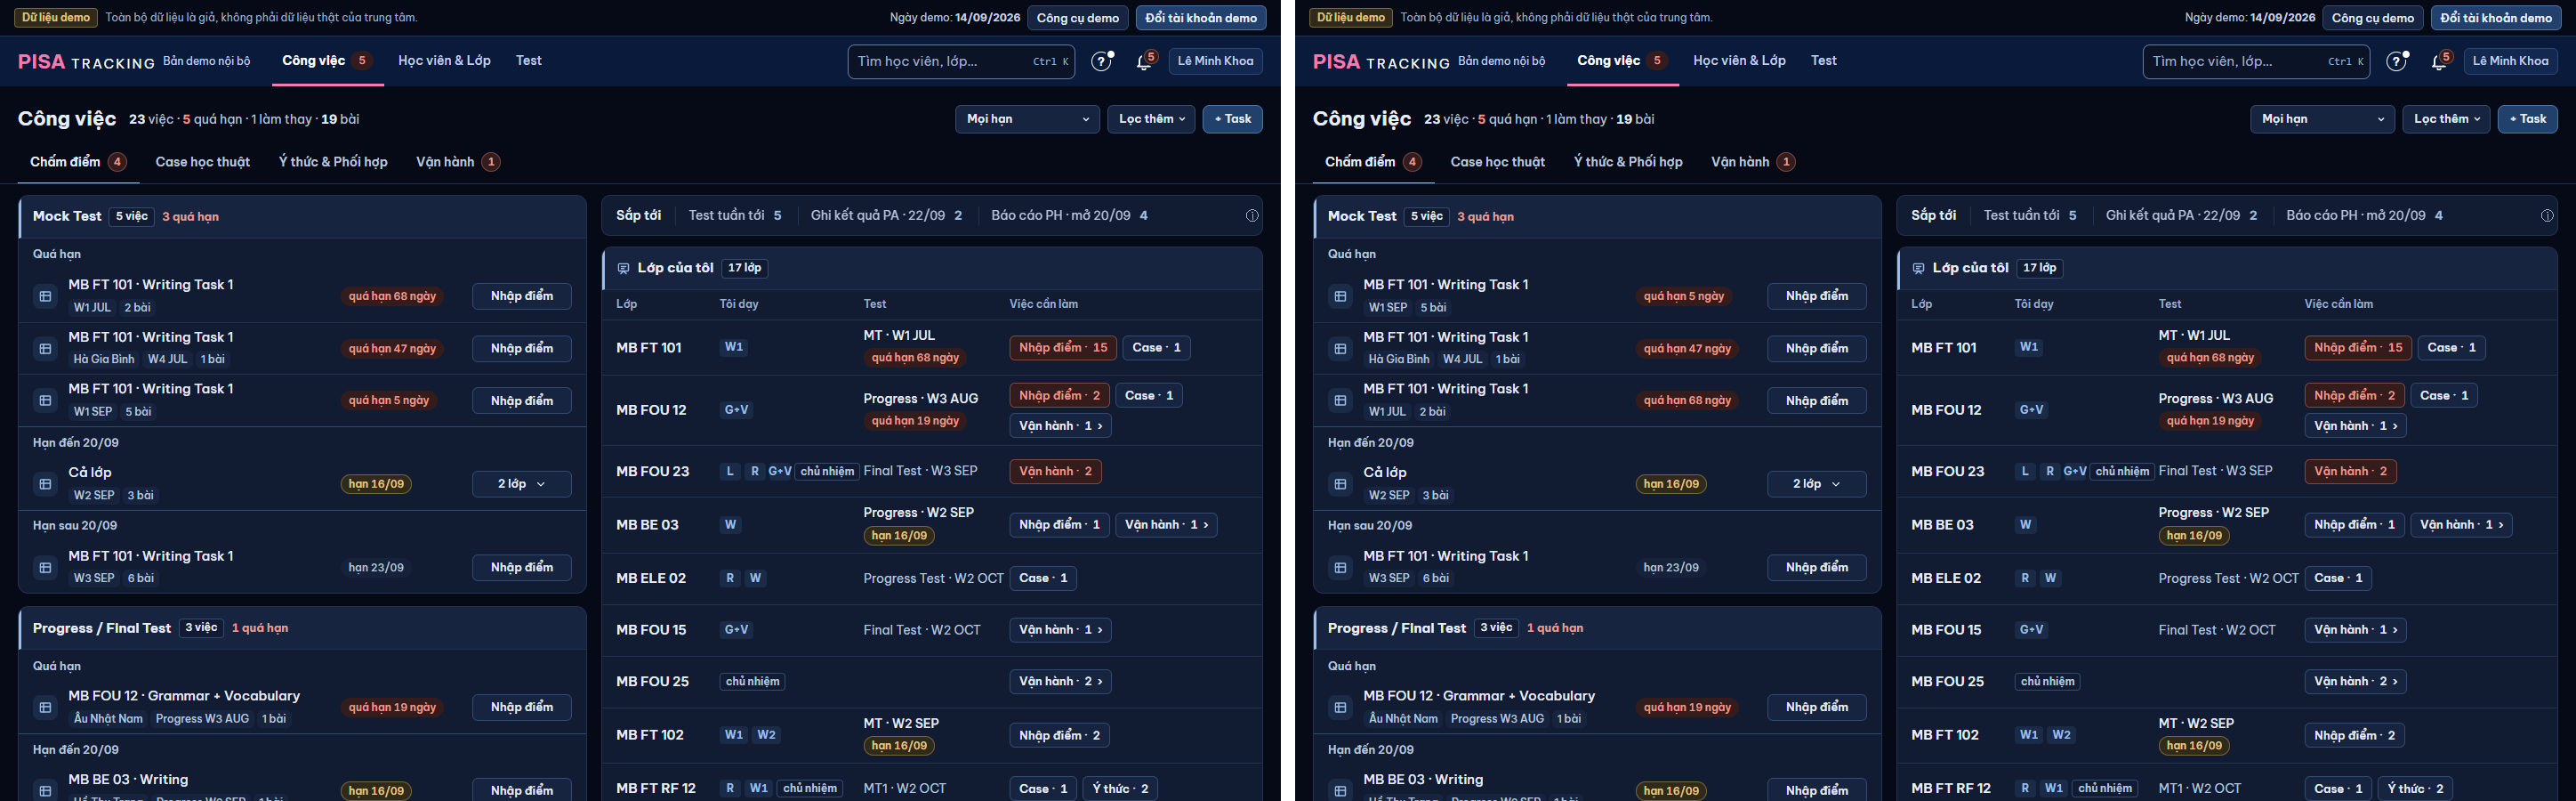 Dữ liệu demo Toàn bộ dữ liệu là giả, không phải dữ liệu thật của trung tâm. Ngày demo: 14/09/2026 Công cụ demo Đổi tài khoản demo
PISA TRACKING Bản demo nội bộ Công việc 5 Học viên & Lớp Test Tìm học viên, lớp... Ctrl K ? 5 Lê Minh Khoa
Công việc 23 việc · 5 quá hạn · 1 làm thay · 19 bài Mọi hạn Lọc thêm + Task
Chấm điểm 4 Case học thuật Ý thức & Phối hợp Vận hành 1
Mock Test 5 việc 3 quá hạn
Quá hạn
MB FT 101 · Writing Task 1
W1 JUL 2 bài quá hạn 68 ngày Nhập điểm
MB FT 101 · Writing Task 1
Hà Gia Bình W4 JUL 1 bài quá hạn 47 ngày Nhập điểm
MB FT 101 · Writing Task 1
W1 SEP 5 bài quá hạn 5 ngày Nhập điểm
Hạn đến 20/09
Cả lớp
W2 SEP 3 bài hạn 16/09 2 lớp
Hạn sau 20/09
MB FT 101 · Writing Task 1
W3 SEP 6 bài hạn 23/09 Nhập điểm
Progress / Final Test 3 việc 1 quá hạn
Quá hạn
MB FOU 12 · Grammar + Vocabulary
Âu Nhật Nam Progress W3 AUG 1 bài quá hạn 19 ngày Nhập điểm
Hạn đến 20/09
MB BE 03 · Writing
hạn 16/09 Nhập điểm
Sắp tới Test tuần tới 5 Ghi kết quả PA · 22/09 2 Báo cáo PH · mở 20/09 4
Lớp của tôi 17 lớp
Lớp Tôi dạy Test Việc cần làm
MB FT 101 W1 MT · W1 JUL quá hạn 68 ngày Nhập điểm · 15 Case · 1
MB FOU 12 G+V Progress · W3 AUG quá hạn 19 ngày Nhập điểm · 2 Case · 1 Vận hành · 1 ›
MB FOU 23 L R G+V chủ nhiệm Final Test · W3 SEP Vận hành · 2
MB BE 03 W Progress · W2 SEP hạn 16/09 Nhập điểm · 1 Vận hành · 1 ›
MB ELE 02 R W Progress Test · W2 OCT Case · 1
MB FOU 15 G+V Final Test · W2 OCT Vận hành · 1 ›
MB FOU 25 chủ nhiệm Vận hành · 2 ›
MB FT 102 W1 W2 MT · W2 SEP hạn 16/09 Nhập điểm · 2
MB FT RF 12 R W1 chủ nhiệm MT1 · W2 OCT Case · 1 Ý thức · 2
Dữ liệu demo Toàn bộ dữ liệu là giả, không phải dữ liệu thật của trung tâm. Ngày demo: 14/09/2026 Công cụ demo Đổi tài khoản demo
PISA TRACKING Bản demo nội bộ Công việc 5 Học viên & Lớp Test Tìm học viên, lớp... Ctrl K ? 5 Lê Minh Khoa
Công việc 23 việc · 5 quá hạn · 1 làm thay · 19 bài Mọi hạn Lọc thêm + Task
Chấm điểm 4 Case học thuật Ý thức & Phối hợp Vận hành 1
Mock Test 5 việc 3 quá hạn
Quá hạn
MB FT 101 · Writing Task 1
W1 SEP 5 bài quá hạn 5 ngày Nhập điểm
MB FT 101 · Writing Task 1
Hà Gia Bình W4 JUL 1 bài quá hạn 47 ngày Nhập điểm
MB FT 101 · Writing Task 1
W1 JUL 2 bài quá hạn 68 ngày Nhập điểm
Hạn đến 20/09
Cả lớp
W2 SEP 3 bài hạn 16/09 2 lớp
Hạn sau 20/09
MB FT 101 · Writing Task 1
W3 SEP 6 bài hạn 23/09 Nhập điểm
Progress / Final Test 3 việc 1 quá hạn
Quá hạn
MB FOU 12 · Grammar + Vocabulary
Âu Nhật Nam Progress W3 AUG 1 bài quá hạn 19 ngày Nhập điểm
Hạn đến 20/09
MB BE 03 · Writing
hạn 16/09 Nhập điểm
Sắp tới Test tuần tới 5 Ghi kết quả PA · 22/09 2 Báo cáo PH · mở 20/09 4
Lớp của tôi 17 lớp
Lớp Tôi dạy Test Việc cần làm
MB FT 101 W1 MT · W1 JUL quá hạn 68 ngày Nhập điểm · 15 Case · 1
MB FOU 12 G+V Progress · W3 AUG quá hạn 19 ngày Nhập điểm · 2 Case · 1 Vận hành · 1 ›
MB FOU 23 L R G+V chủ nhiệm Final Test · W3 SEP Vận hành · 2
MB BE 03 W Progress · W2 SEP hạn 16/09 Nhập điểm · 1 Vận hành · 1 ›
MB ELE 02 R W Progress Test · W2 OCT Case · 1
MB FOU 15 G+V Final Test · W2 OCT Vận hành · 1 ›
MB FOU 25 chủ nhiệm Vận hành · 2 ›
MB FT 102 W1 W2 MT · W2 SEP hạn 16/09 Nhập điểm · 2
MB FT RF 12 R W1 chủ nhiệm MT1 · W2 OCT Case · 1 Ý thức · 2